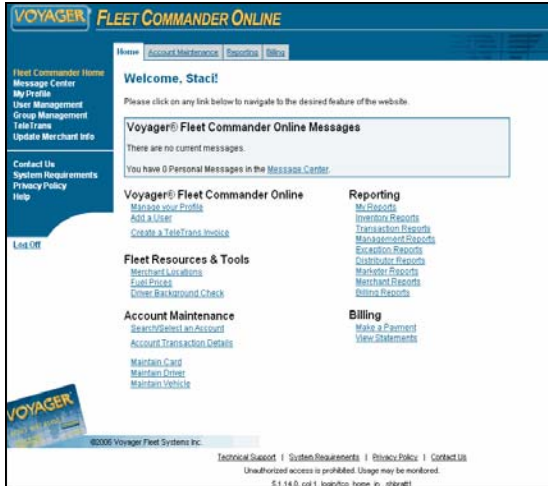 VOYAGER FLEET COMMANDER ONLINE
Home Account Maintenance Reporting Billing
Fleet Commander Home
Message Center
My Profile
User Management
Group Management
TeleTrans
Update Merchant Info
Contact Us
System Requirements
Privacy Policy
Help
Log Off
Welcome, Staci!
Please click on any link below to navigate to the desired feature of the website.
Voyager® Fleet Commander Online Messages
There are no current messages.
You have 0 Personal Messages in the Message Center.
Voyager® Fleet Commander Online
Manage your Profile
Add a User
Create a TeleTrans Invoice
Fleet Resources & Tools
Merchant Locations
Fuel Prices
Driver Background Check
Account Maintenance
Search/Select an Account
Account Transaction Details
Maintain Card
Maintain Driver
Maintain Vehicle
Reporting
My Reports
Inventory Reports
Transaction Reports
Management Reports
Exception Reports
Distributor Reports
Marketer Reports
Merchant Reports
Billing Reports
Billing
Make a Payment
View Statements
VOYAGER
©2006 Voyager Fleet Systems Inc.
Technical Support | System Requirements | Privacy Policy | Contact Us
Unauthorized access is prohibited. Usage may be monitored.